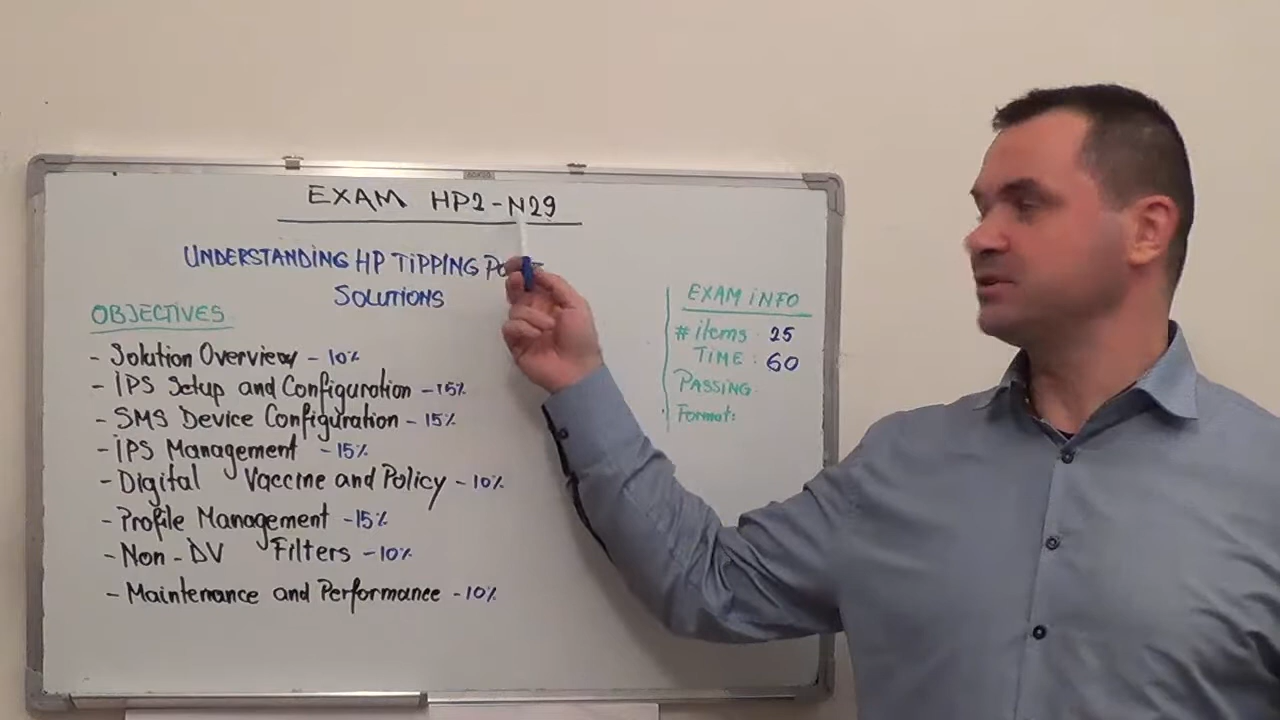 EXAM HP2-N29
UNDERSTANDING HP TIPPING
SOLUTIONS
OBJECTIVES
- Solution Overview - 10%
- IPS Setup and Configuration - 15%
- SMS Device Configuration - 15%
- IPS Management - 15%
- Digital Vaccine and Policy - 10%
- Profile Management - 15%
- Non-DV Filters - 10%
- Maintenance and Performance - 10%
EXAM INFO
# items : 25
TIME : 60
PASSING:
Format: